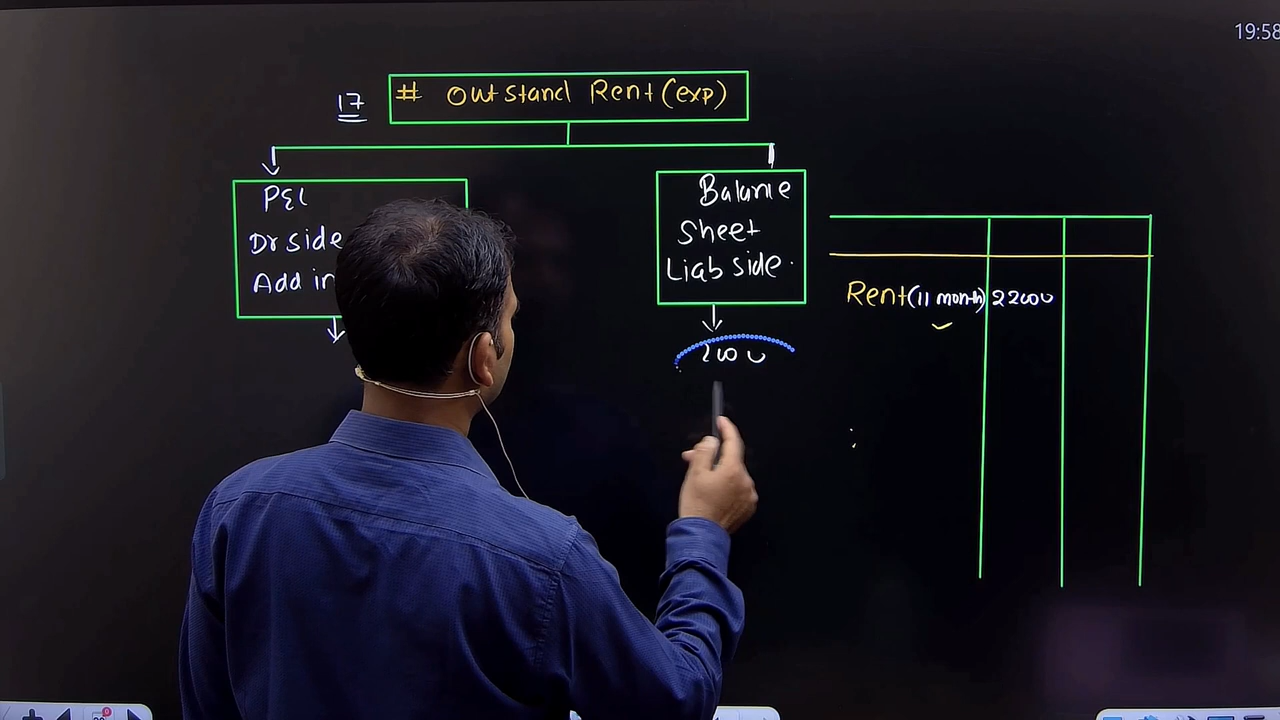 19:58
17
# Outstand Rent (exp)
P&L
Dr side
Add in
Balance
Sheet
Liab side.
2000
Rent (11 month) 22000